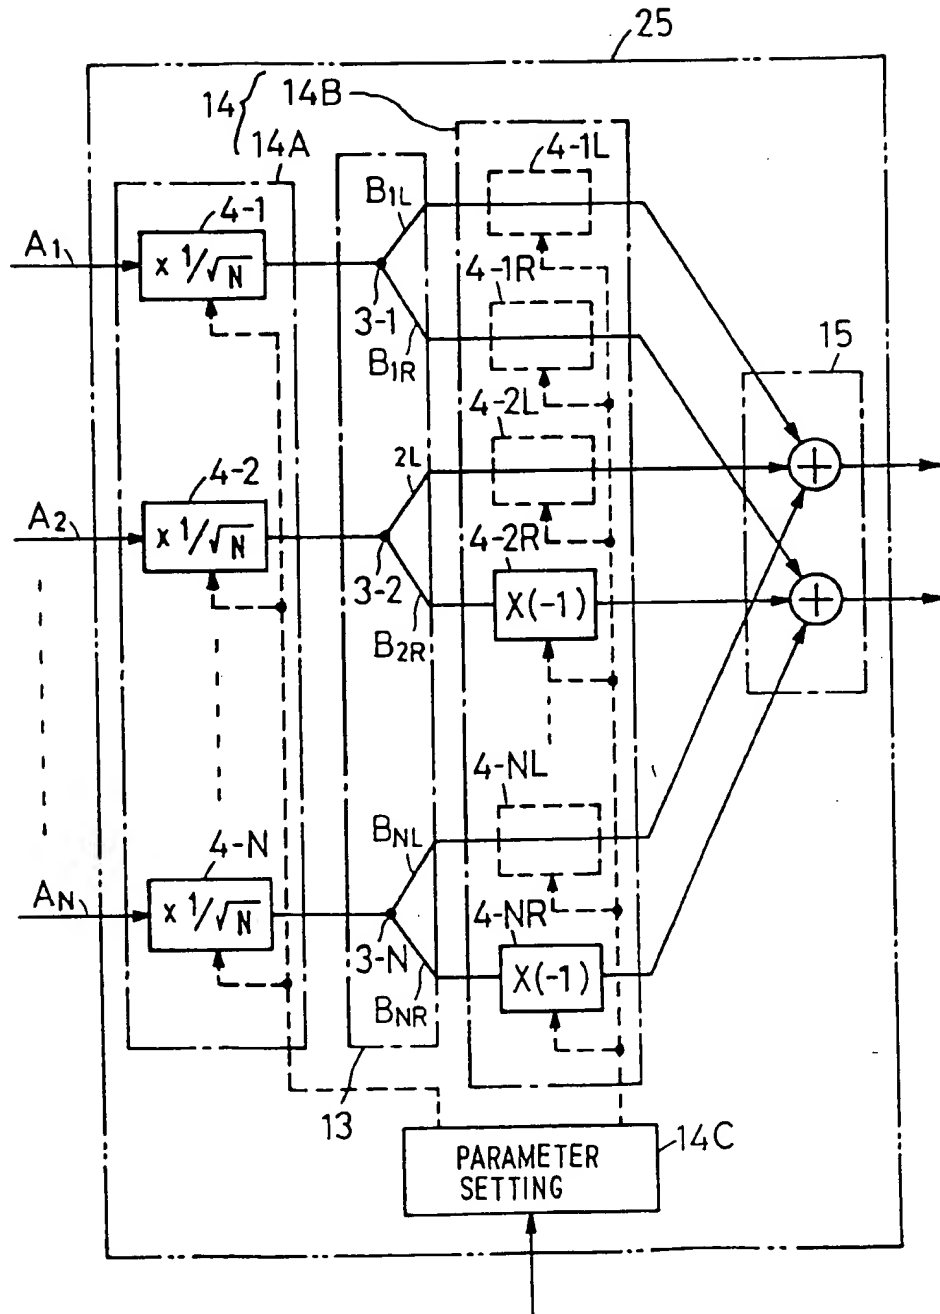 25
14
14B
14A
4-1L
4-1
B1L
A1
× 1/√N
4-1R
3-1
B1R
15
4-2L
4-2
2L
A2
× 1/√N
4-2R
3-2
X(-1)
B2R
4-NL
BNL
4-N
AN
× 1/√N
4-NR
3-N
X(-1)
BNR
13
14C
PARAMETER
SETTING